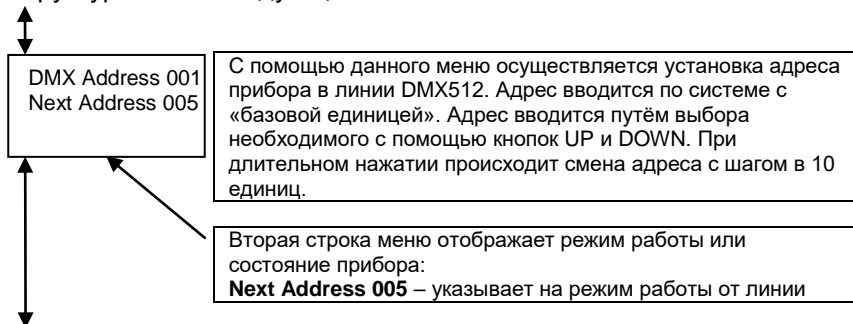 DMX Address 001
Next Address 005
С помощью данного меню осуществляется установка адреса
прибора в линии DMX512. Адрес вводится по системе с
«базовой единицей». Адрес вводится путём выбора
необходимого с помощью кнопок UP и DOWN. При
длительном нажатии происходит смена адреса с шагом в 10
единиц.
Вторая строка меню отображает режим работы или
состояние прибора:
Next Address 005 – указывает на режим работы от линии